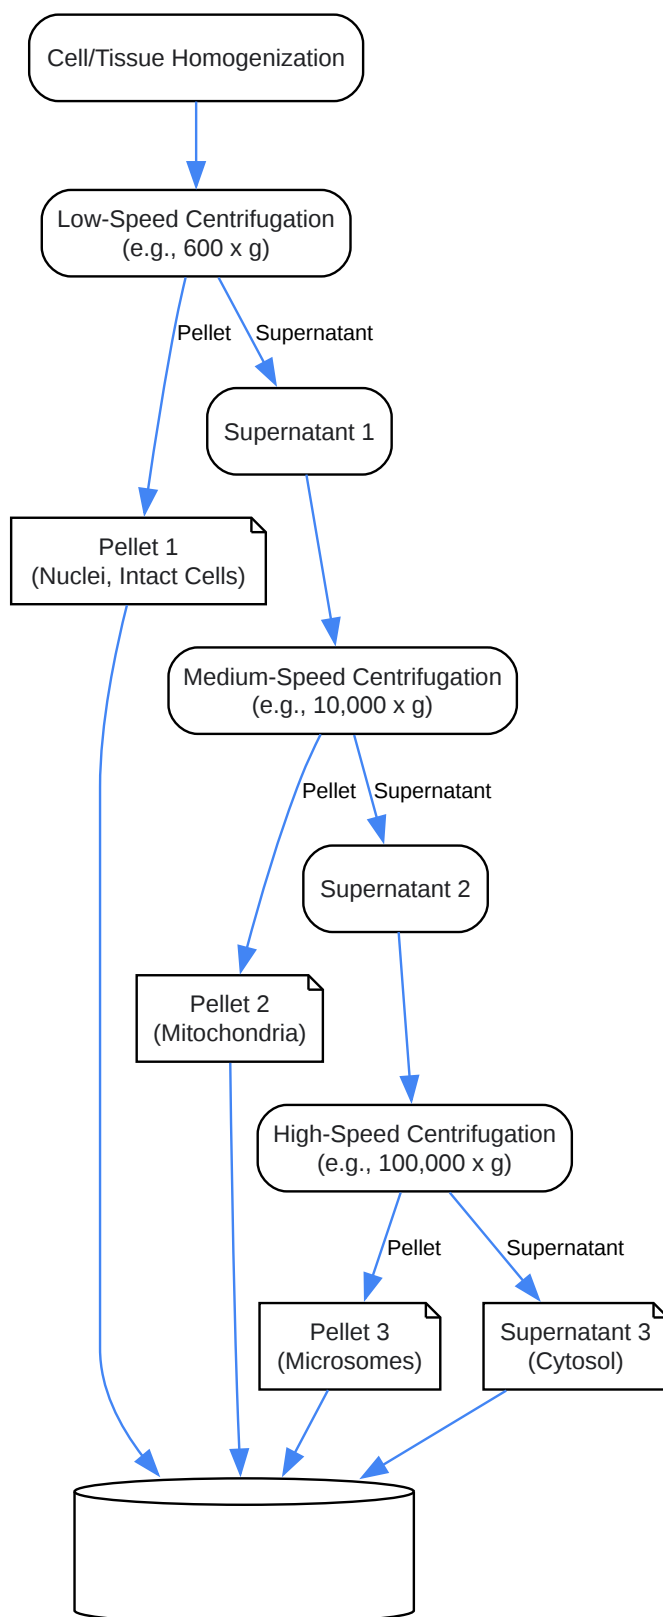 Cell/Tissue Homogenization
Low-Speed Centrifugation
(e.g., 600 x g)
Pellet
Supernatant
Supernatant 1
Pellet 1
(Nuclei, Intact Cells)
Medium-Speed Centrifugation
(e.g., 10,000 x g)
Pellet
Supernatant
Supernatant 2
Pellet 2
(Mitochondria)
High-Speed Centrifugation
(e.g., 100,000 x g)
Pellet
Supernatant
Pellet 3
(Microsomes)
Supernatant 3
(Cytosol)